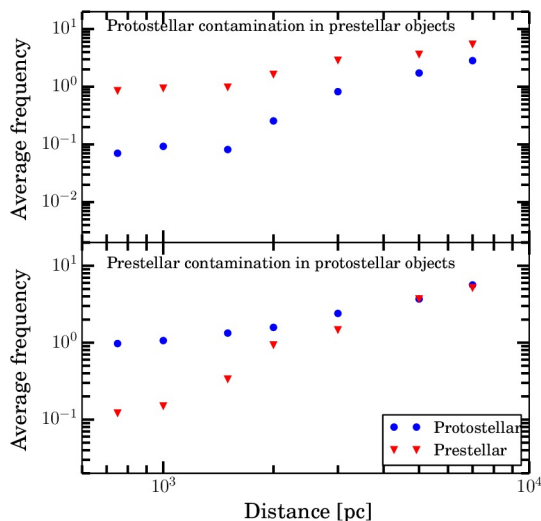 Protostellar contamination in prestellar objects
10^1
10^0
10^-1
10^-2
Average frequency
Prestellar contamination in protostellar objects
10^1
10^0
10^-1
Average frequency
Protostellar
Prestellar
10^3
10^4
Distance [pc]